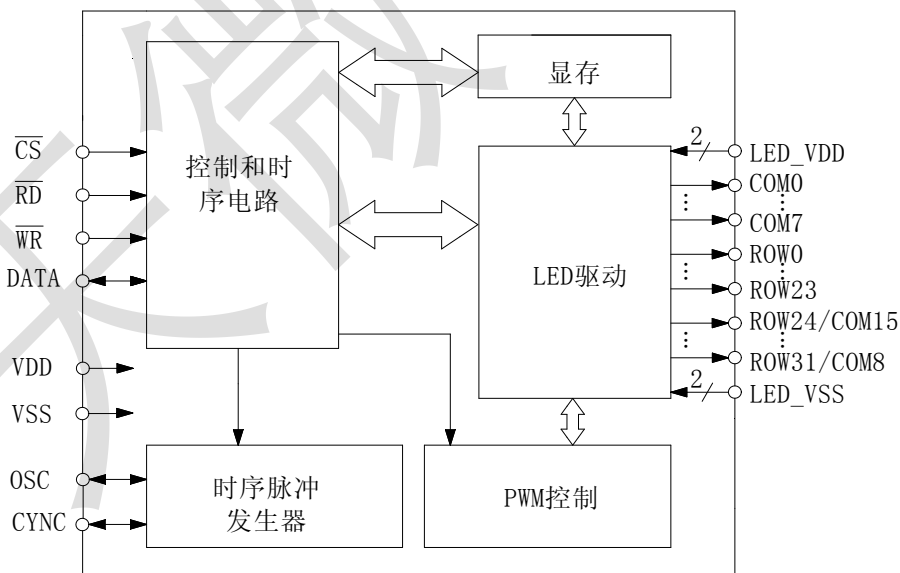 显存
控制和时
序电路
LED驱动
时序脉冲
发生器
PWM控制
CS
RD
WR
DATA
VDD
VSS
OSC
CYNC
2
LED_VDD
COM0
⋮
⋮
COM7
ROW0
⋮
⋮
ROW23
ROW24/COM15
⋮
⋮
ROW31/COM8
2
LED_VSS
天微